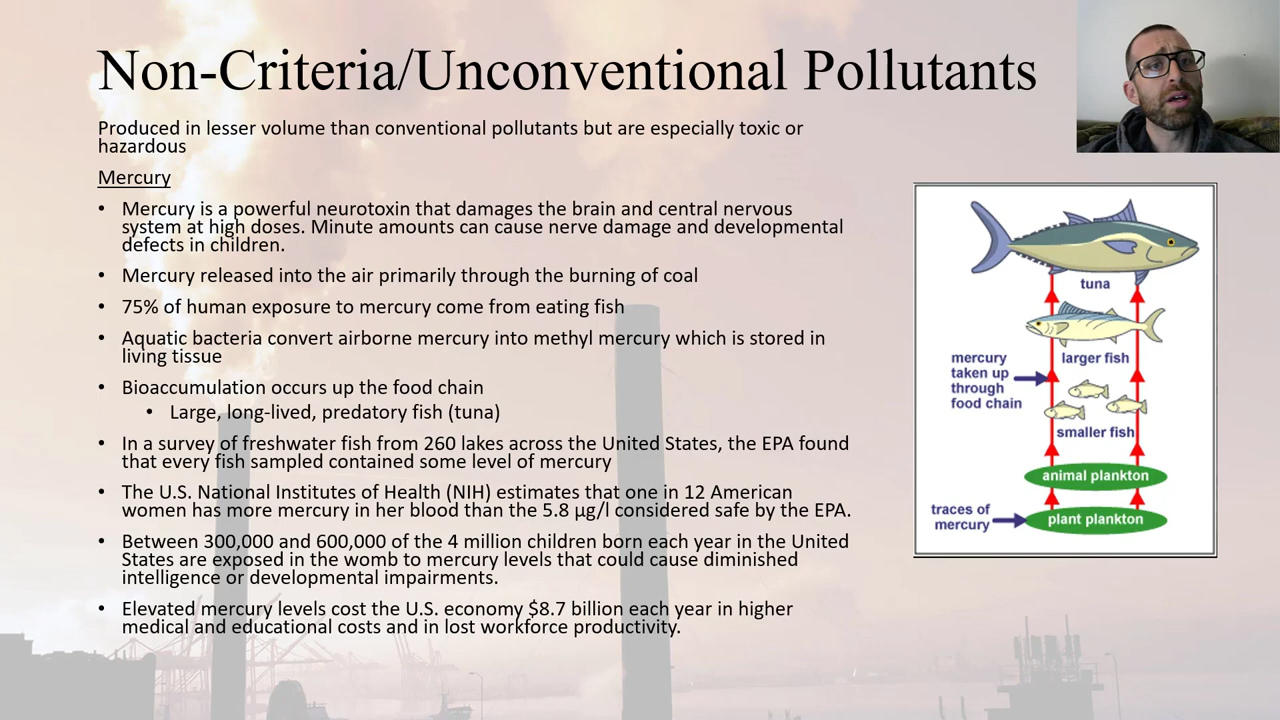 Non-Criteria/Unconventional Pollutants
Produced in lesser volume than conventional pollutants but are especially toxic or
hazardous
Mercury
• Mercury is a powerful neurotoxin that damages the brain and central nervous
system at high doses. Minute amounts can cause nerve damage and developmental
defects in children.
• Mercury released into the air primarily through the burning of coal
• 75% of human exposure to mercury come from eating fish
• Aquatic bacteria convert airborne mercury into methyl mercury which is stored in
living tissue
• Bioaccumulation occurs up the food chain
• Large, long-lived, predatory fish (tuna)
• In a survey of freshwater fish from 260 lakes across the United States, the EPA found
that every fish sampled contained some level of mercury
• The U.S. National Institutes of Health (NIH) estimates that one in 12 American
women has more mercury in her blood than the 5.8 µg/l considered safe by the EPA.
• Between 300,000 and 600,000 of the 4 million children born each year in the United
States are exposed in the womb to mercury levels that could cause diminished
intelligence or developmental impairments.
• Elevated mercury levels cost the U.S. economy $8.7 billion each year in higher
medical and educational costs and in lost workforce productivity.
tuna
larger fish
mercury
taken up
through
food chain
smaller fish
animal plankton
traces of
mercury
plant plankton